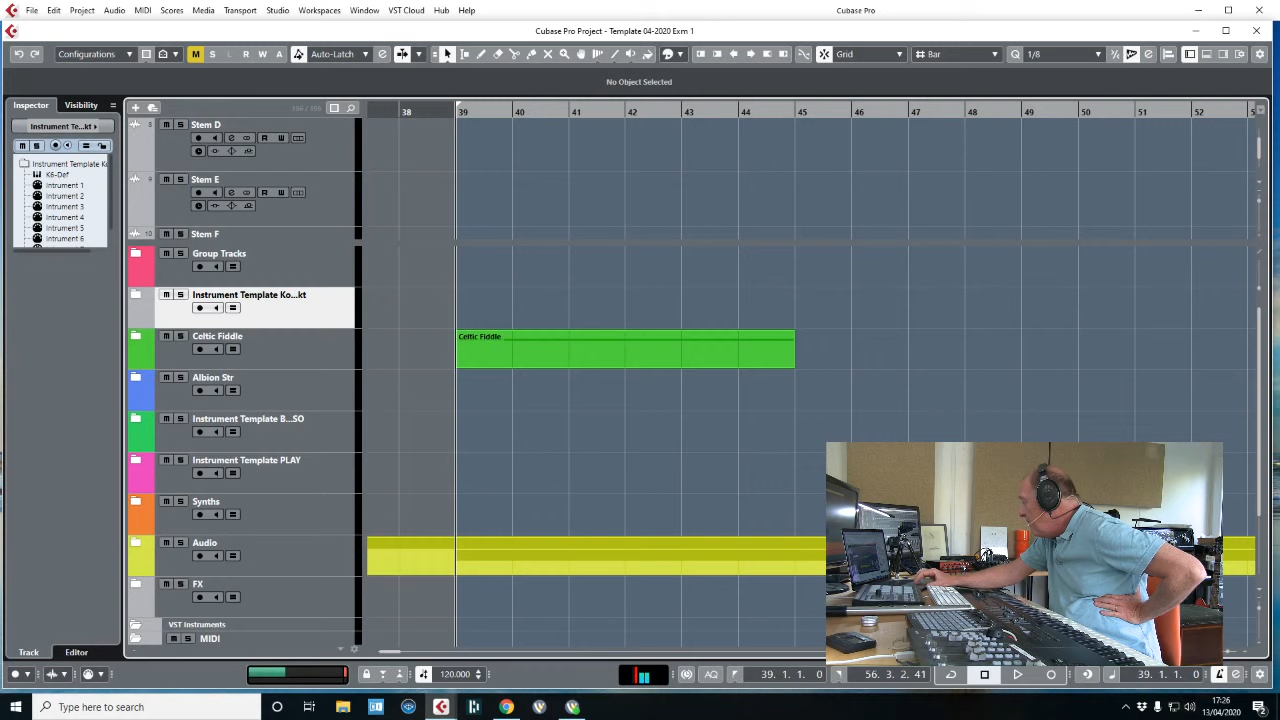 File Edit Project Audio MIDI Scores Media Transport Studio Workspaces Window VST Cloud Hub Help Cubase Pro
Cubase Pro Project - Template 04-2020 Exm 1
Configurations M S L R W A Auto-Latch Grid Bar Q 1/8
No Object Selected
Inspector Visibility
Instrument Te...kt
Instrument Template Ko
K6-Def
Intrument 1
Intrument 2
Intrument 3
Intrument 4
Intrument 5
Intrument 6
38 39 40 41 42 43 44 45 46 47 48 49 50 51 52
8 M S Stem D
R W
9 M S Stem E
R W
10 M S Stem F
M S Group Tracks
M S Instrument Template Ko...kt
M S Celtic Fiddle
Celtic Fiddle
M S Albion Str
M S Instrument Template B...SO
M S Instrument Template PLAY
M S Synths
M S Audio
M S FX
VST Instruments
M S MIDI
Track Editor
120.000 AQ 39. 1. 1. 0 56. 3. 2. 41 39. 1. 1. 0
Type here to search
17:26
13/04/2020